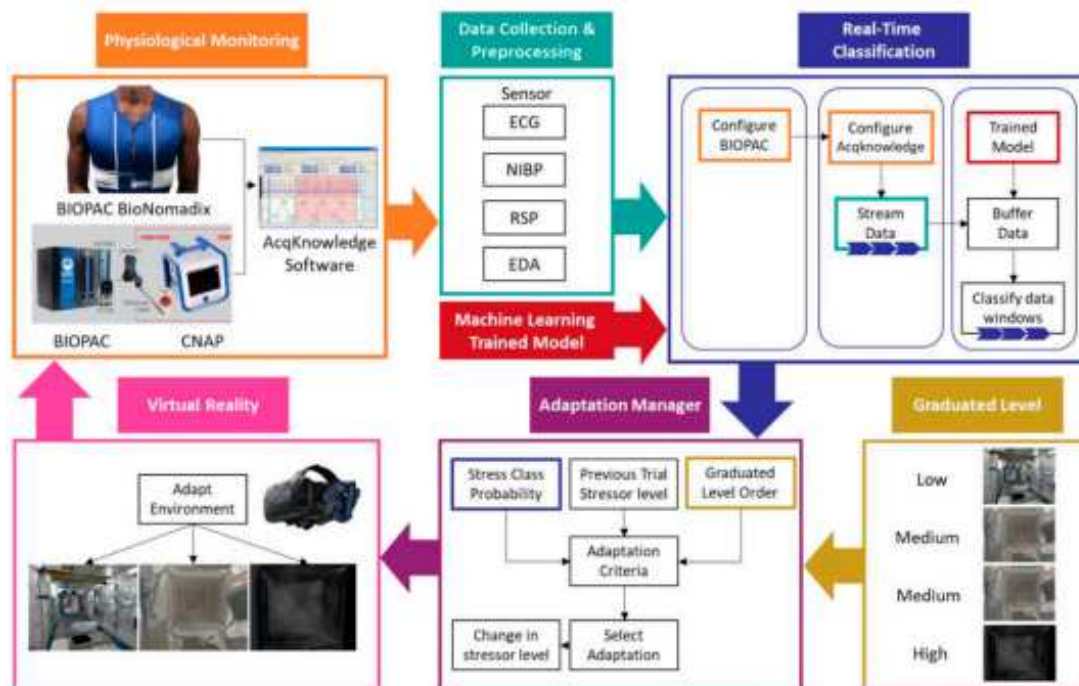 Physiological Monitoring
BIOPAC BioNomadix
AcqKnowledge
Software
BIOPAC
CNAP
Data Collection &
Preprocessing
Sensor
ECG
NIBP
RSP
EDA
Machine Learning
Trained Model
Real-Time
Classification
Configure
BIOPAC
Configure
Acqknowledge
Stream
Data
Trained
Model
Buffer
Data
Classify data
windows
Virtual Reality
Adapt
Environment
Adaptation Manager
Stress Class
Probability
Previous Trial
Stressor level
Graduated
Level Order
Adaptation
Criteria
Select
Adaptation
Change in
stressor level
Graduated Level
Low
Medium
Medium
High